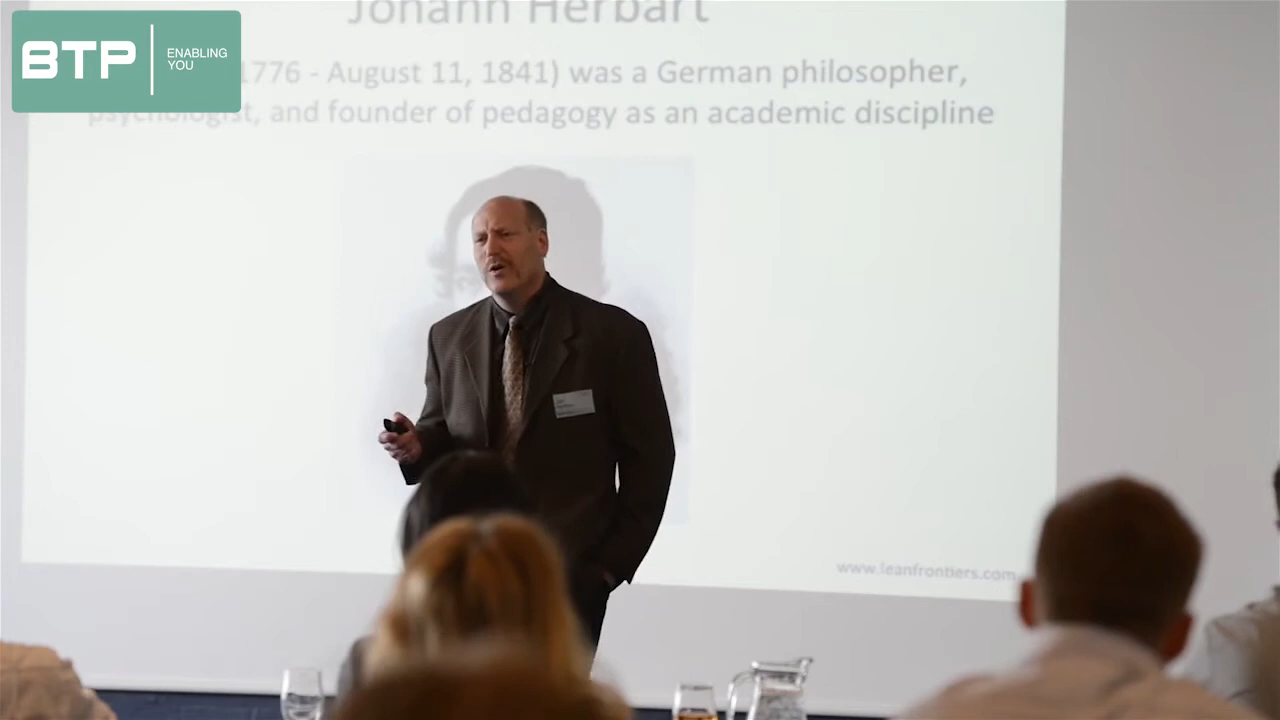 Johann Herbart
BTP
ENABLING
YOU
1776 - August 11, 1841) was a German philosopher,
psychologist, and founder of pedagogy as an academic discipline
www.leanfrontiers.com